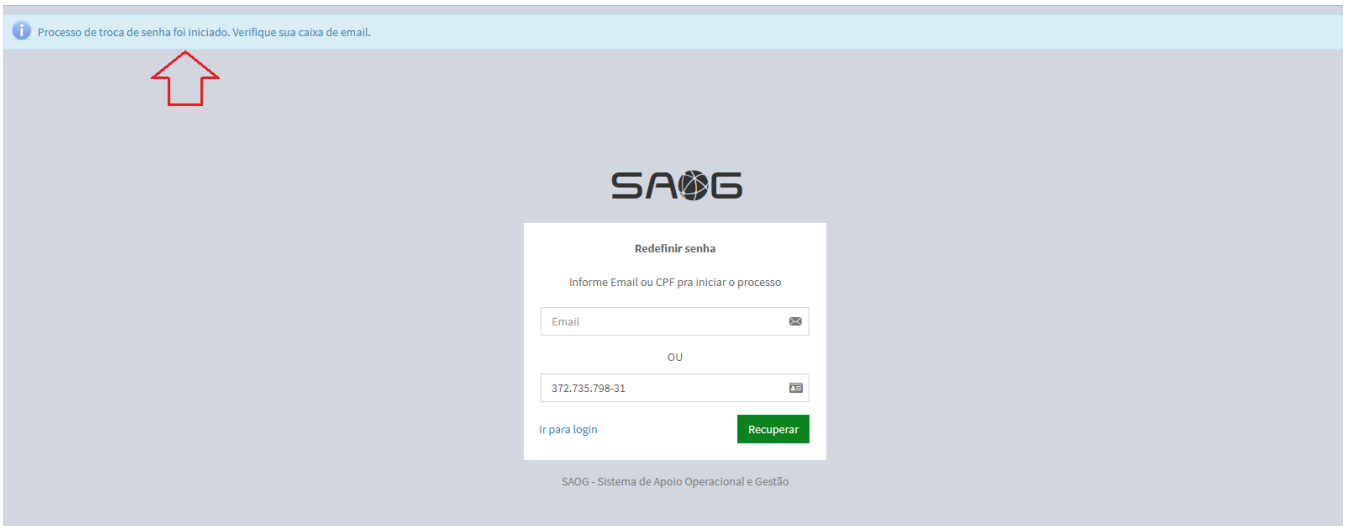 Processo de troca de senha foi iniciado. Verifique sua caixa de email.
SAOG
Redefinir senha
Informe Email ou CPF pra iniciar o processo
Email
OU
372.735.798-31
Ir para login
Recuperar
SAOG - Sistema de Apoio Operacional e Gestão